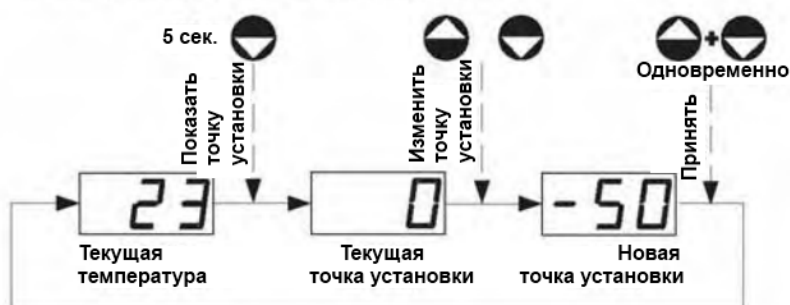 5 сек.
Показать
точку
установки
Изменить
точку
установки
+
Одновременно
Принять
23
0
-50
Текущая
температура
Текущая
точка установки
Новая
точка установки